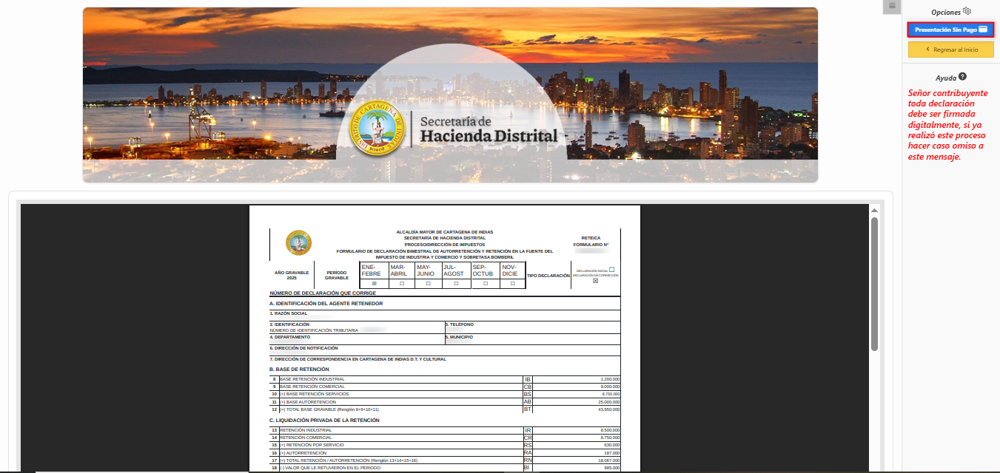 Secretaría de
Hacienda Distrital
Opciones
Presentación Sin Pago
Regresar al Inicio
Ayuda
Señor contribuyente
toda declaración
debe ser firmada
digitalmente, si ya
realizó este proceso
hacer caso omiso a
este mensaje.
ALCALDÍA MAYOR DE CARTAGENA DE INDIAS
SECRETARÍA DE HACIENDA DISTRITAL
PROCESO/DIRECCIÓN DE IMPUESTOS
FORMULARIO DE DECLARACIÓN BIMESTRAL DE AUTORRETENCIÓN Y RETENCIÓN EN LA FUENTE DEL
IMPUESTO DE INDUSTRIA Y COMERCIO Y SOBRETASA BOMBERIL
RETEICA
FORMULARIO N°
AÑO GRAVABLE
2025
PERÍODO
GRAVABLE
ENE-
FEBRE
MAR-
ABRIL
MAY-
JUNIO
JUL-
AGOST
SEP-
OCTUB
NOV-
DICIE
TIPO DECLARACIÓN
DECLARACIÓN INICIAL
DECLARACIÓN DE CORRECCIÓN
NÚMERO DE DECLARACIÓN QUE CORRIGE
A. IDENTIFICACIÓN DEL AGENTE RETENEDOR
1. RAZÓN SOCIAL
2. IDENTIFICACIÓN
NÚMERO DE IDENTIFICACIÓN TRIBUTARIA
3. TELÉFONO
4. DEPARTAMENTO
5. MUNICIPIO
6. DIRECCIÓN DE NOTIFICACIÓN
7. DIRECCIÓN DE CORRESPONDENCIA EN CARTAGENA DE INDIAS D.T. Y CULTURAL
B. BASE DE RETENCIÓN
8 BASE RETENCIÓN INDUSTRIAL IB 1.200.000
9 BASE RETENCIÓN COMERCIAL CB 9.000.000
10 (+) BASE RETENCIÓN SERVICIOS BS 8.750.000
11 (+) BASE AUTORETENCION AB 25.000.000
12 (=) TOTAL BASE GRAVABLE (Renglón 8+9+10+11) BT 43.950.000
C. LIQUIDACIÓN PRIVADA DE LA RETENCIÓN
13 RETENCIÓN INDUSTRIAL IR 8.500.000
14 RETENCIÓN COMERCIAL CR 8.750.000
15 (+) RETENCIÓN POR SERVICIO RS 630.000
16 (+) AUTORRETENCIÓN RA 187.000
17 (=) TOTAL RETENCIÓN / AUTORRETENCIÓN (Renglón 13+14+15+16) RN 18.067.000
18 (-) VALOR QUE LE RETUVIERON EN EL PERIODO BI 985.000